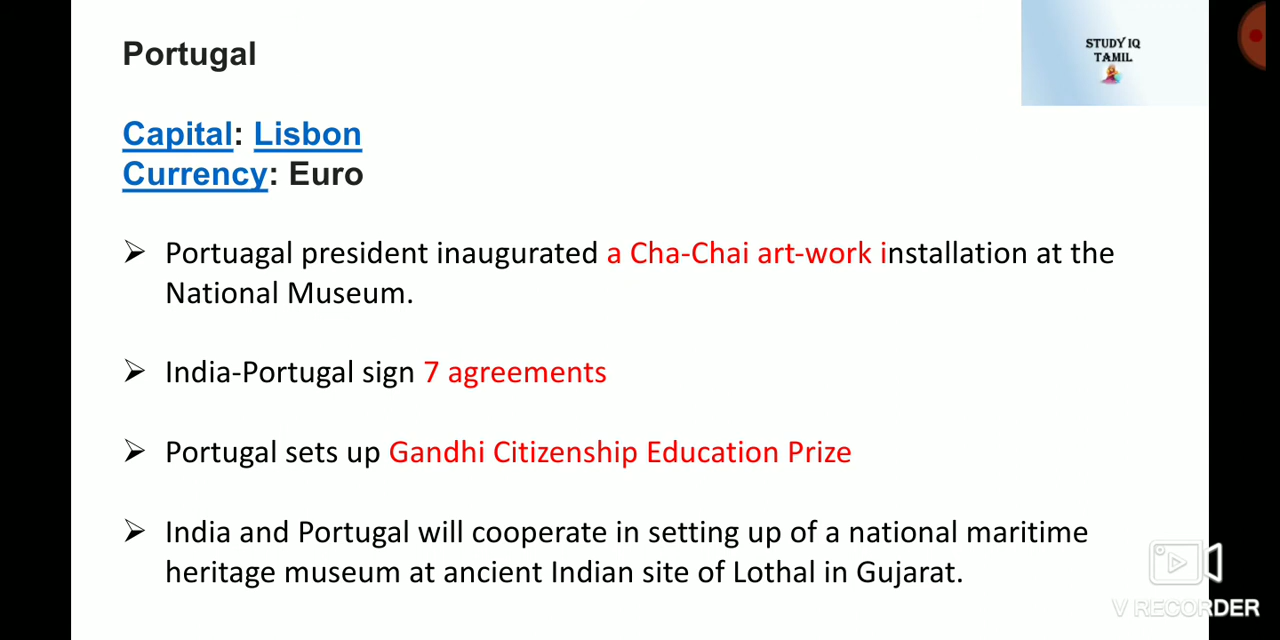 Portugal
STUDY IQ
TAMIL
Capital: Lisbon
Currency: Euro
➢ Portuagal president inaugurated a Cha-Chai art-work installation at the
National Museum.
➢ India-Portugal sign 7 agreements
➢ Portugal sets up Gandhi Citizenship Education Prize
➢ India and Portugal will cooperate in setting up of a national maritime
heritage museum at ancient Indian site of Lothal in Gujarat.
V RECORDER